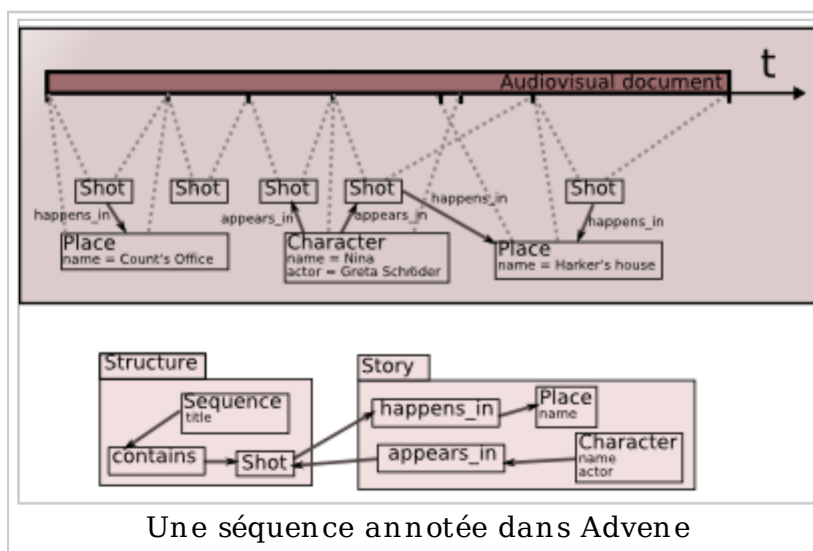 t
Audiovisual document
Shot
Shot
Shot
Shot
Shot
happens_in
appears_in
appears_in
happens_in
happens_in
Place
name = Count's Office
Character
name = Nina
actor = Greta Schröder
Place
name = Harker's house
Structure
Story
Sequence
title
contains
Shot
happens_in
Place
name
appears_in
Character
name
actor
Une séquence annotée dans Advene